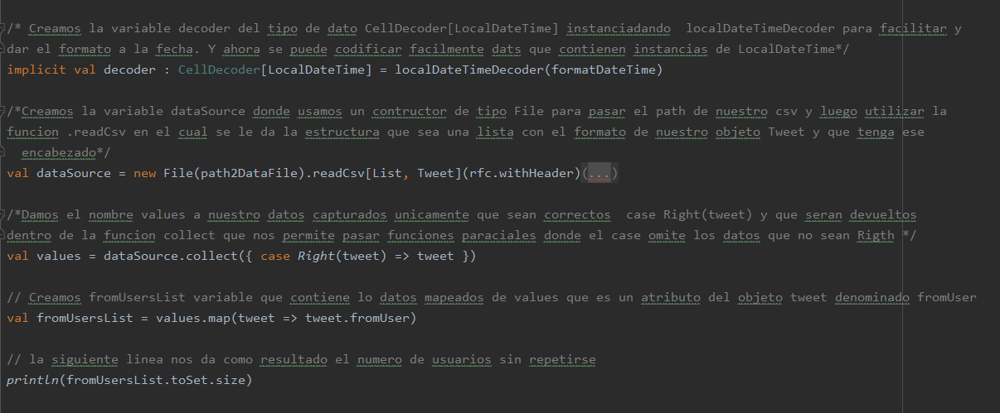 /* Creamos la variable decoder del tipo de dato CellDecoder[LocalDateTime] instanciadando  localDateTimeDecoder para facilitar y
dar el formato a la fecha. Y ahora se puede codificar facilmente dats que contienen instancias de LocalDateTime*/
implicit val decoder : CellDecoder[LocalDateTime] = localDateTimeDecoder(formatDateTime)
/*Creamos la variable dataSource donde usamos un contructor de tipo File para pasar el path de nuestro csv y luego utilizar la
funcion .readCsv en el cual se le da la estructura que sea una lista con el formato de nuestro objeto Tweet y que tenga ese
encabezado*/
val dataSource = new File(path2DataFile).readCsv[List, Tweet](rfc.withHeader)(...)
/*Damos el nombre values a nuestro datos capturados unicamente que sean correctos  case Right(tweet) y que seran devueltos
dentro de la funcion collect que nos permite pasar funciones paraciales donde el case omite los datos que no sean Rigth */
val values = dataSource.collect({ case Right(tweet) => tweet })
// Creamos fromUsersList variable que contiene lo datos mapeados de values que es un atributo del objeto tweet denominado fromUser
val fromUsersList = values.map(tweet => tweet.fromUser)
// la siguiente linea nos da como resultado el numero de usuarios sin repetirse
println(fromUsersList.toSet.size)